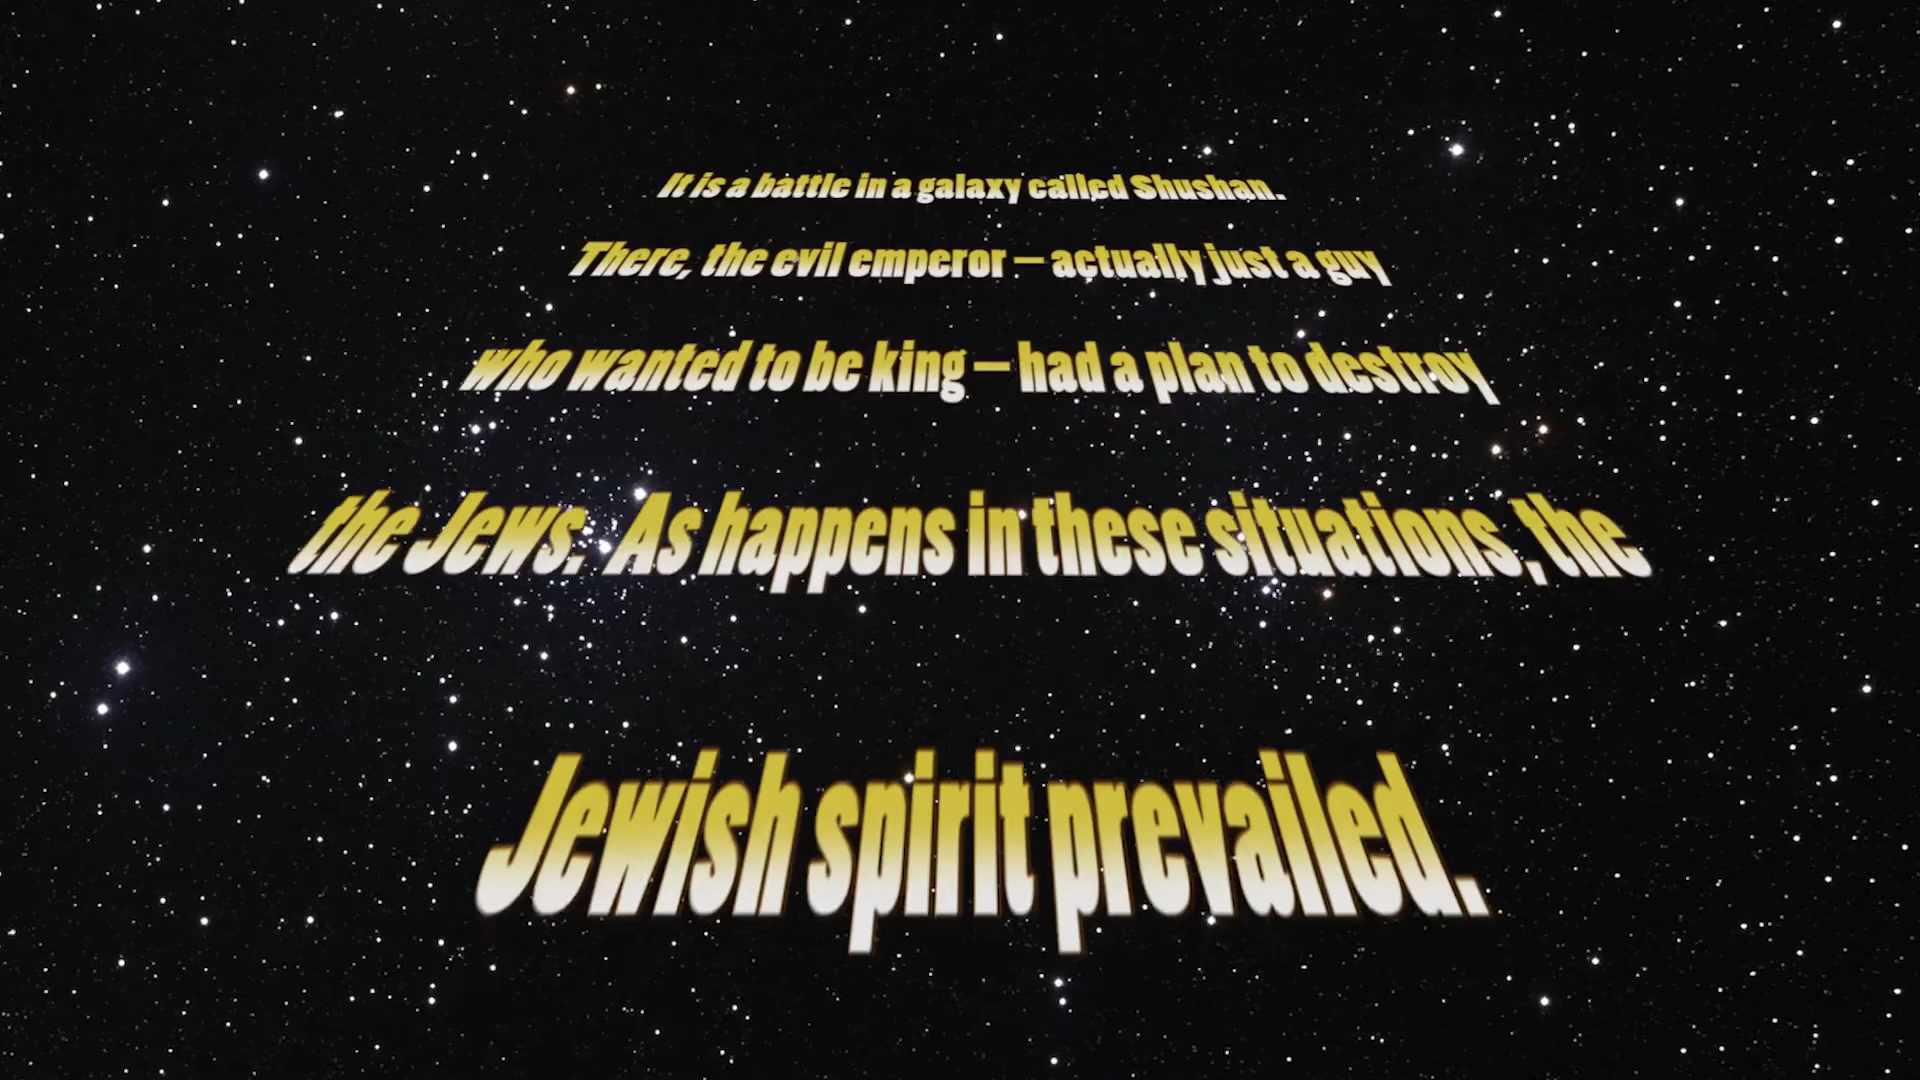 It is a battle in a galaxy called Shushan.
There, the evil emperor — actually just a guy
who wanted to be king — had a plan to destroy
the Jews. As happens in these situations, the
Jewish spirit prevailed.